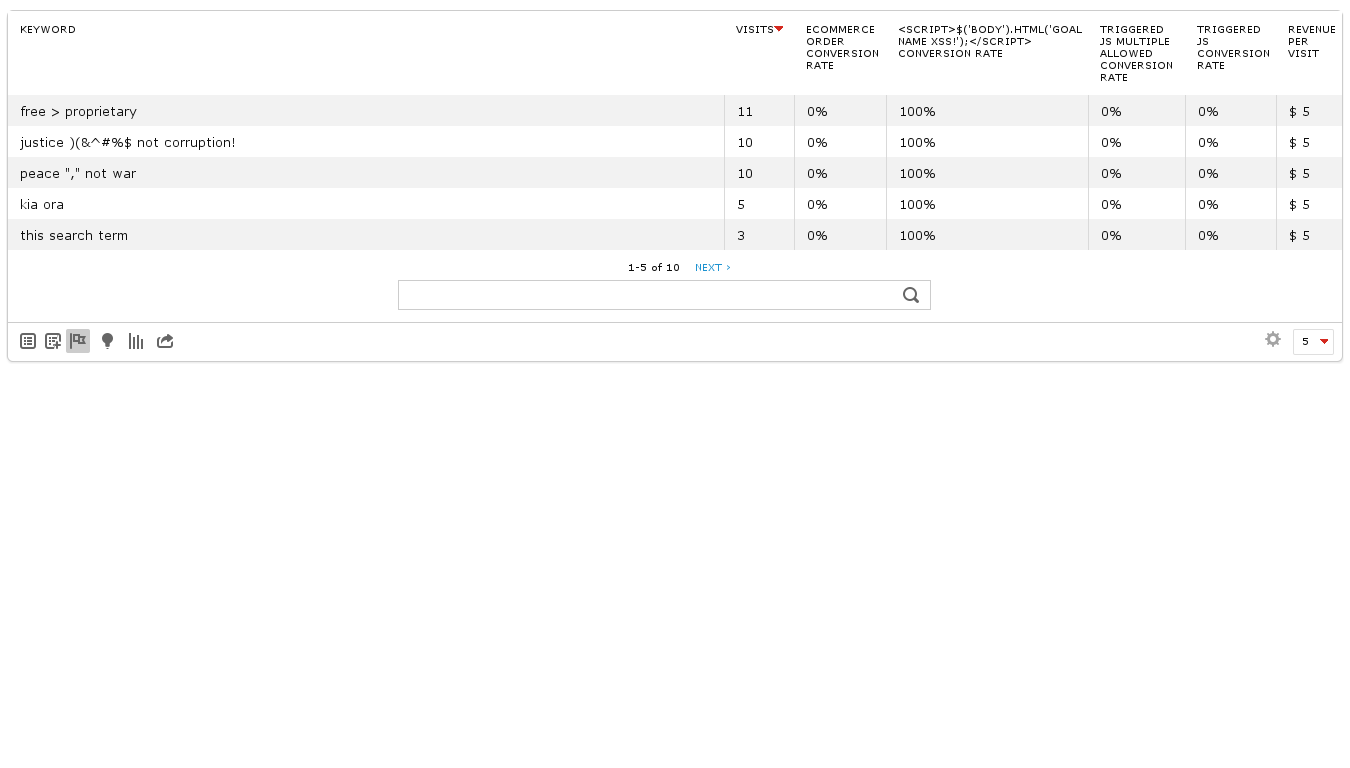 KEYWORD
VISITS
ECOMMERCE
ORDER
CONVERSION
RATE
<SCRIPT>$('BODY').HTML('GOAL
NAME XSS!');</SCRIPT>
CONVERSION RATE
TRIGGERED
JS MULTIPLE
ALLOWED
CONVERSION
RATE
TRIGGERED
JS
CONVERSION
RATE
REVENUE
PER
VISIT
free > proprietary 11 0% 100% 0% 0% $ 5
justice )(&^#%$ not corruption! 10 0% 100% 0% 0% $ 5
peace "," not war 10 0% 100% 0% 0% $ 5
kia ora 5 0% 100% 0% 0% $ 5
this search term 3 0% 100% 0% 0% $ 5
1-5 of 10 NEXT ›
5